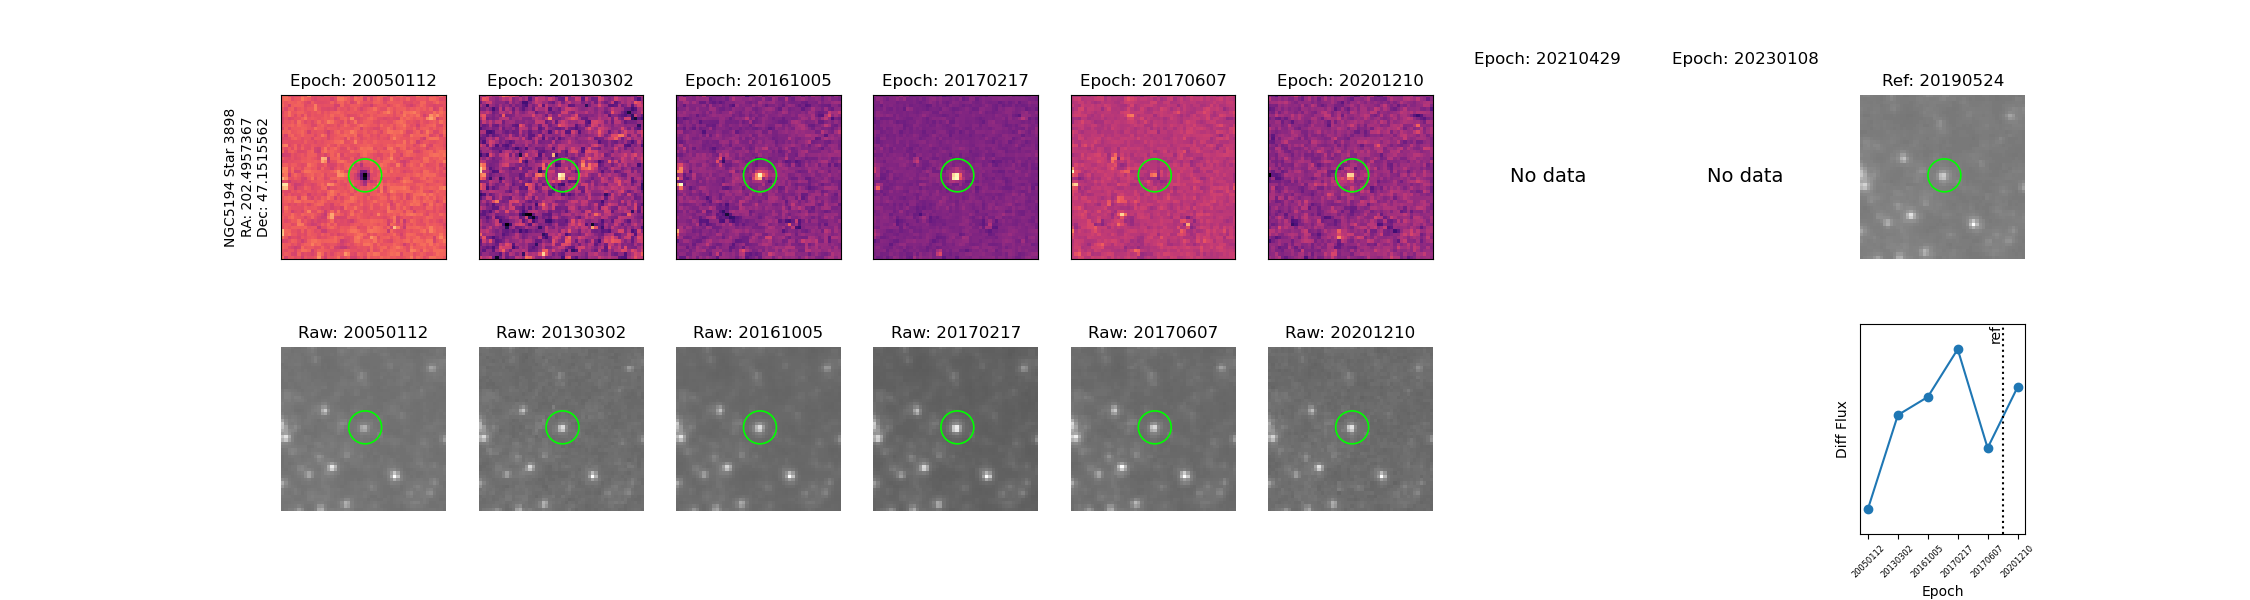 NGC5194 Star 3898
RA: 202.4957367
Dec: 47.1515562
Epoch: 20050112
Epoch: 20130302
Epoch: 20161005
Epoch: 20170217
Epoch: 20170607
Epoch: 20201210
Epoch: 20210429
Epoch: 20230108
Ref: 20190524
No data
No data
Raw: 20050112
Raw: 20130302
Raw: 20161005
Raw: 20170217
Raw: 20170607
Raw: 20201210
ref
Diff Flux
20050112
20130302
20161005
20170217
20170607
20201210
Epoch